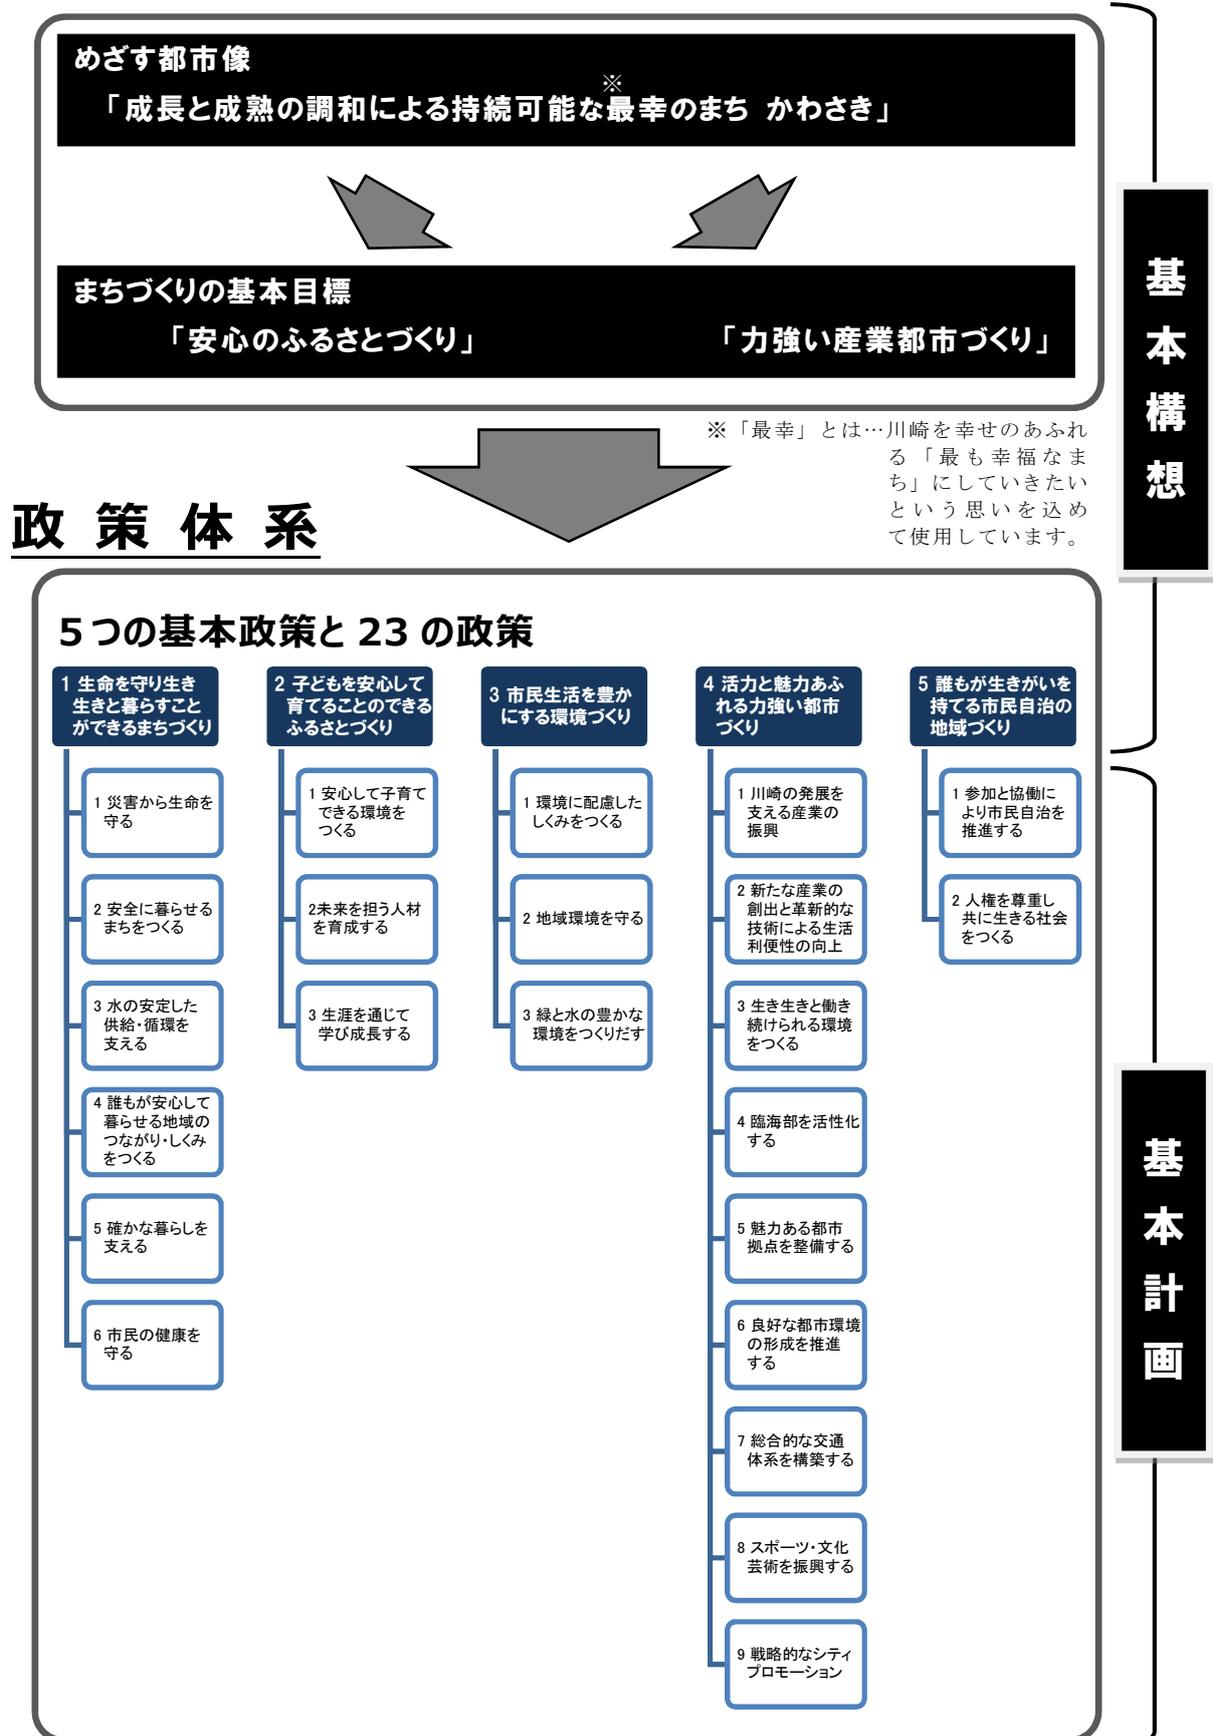 めざす都市像
※
「成長と成熟の調和による持続可能な最幸のまち かわさき」
まちづくりの基本目標
「安心のふるさとづくり」 「力強い産業都市づくり」
基本構想
※「最幸」とは…川崎を幸せのあふれ
る「最も幸福なま
ち」にしていきたい
という思いを込め
て使用しています。
政策体系
5つの基本政策と 23 の政策
1 生命を守り生き
生きと暮らすこと
ができるまちづくり
1 災害から生命を
守る
2 安全に暮らせる
まちをつくる
3 水の安定した
供給・循環を
支える
4 誰もが安心して
暮らせる地域の
つながり・しくみ
をつくる
5 確かな暮らしを
支える
6 市民の健康を
守る
2 子どもを安心して
育てることのできる
ふるさとづくり
1 安心して子育て
できる環境を
つくる
2未来を担う人材
を育成する
3 生涯を通じて
学び成長する
3 市民生活を豊か
にする環境づくり
1 環境に配慮した
しくみをつくる
2 地域環境を守る
3 緑と水の豊かな
環境をつくりだす
4 活力と魅力あふ
れる力強い都市
づくり
1 川崎の発展を
支える産業の
振興
2 新たな産業の
創出と革新的な
技術による生活
利便性の向上
3 生き生きと働き
続けられる環境
をつくる
4 臨海部を活性化
する
5 魅力ある都市
拠点を整備する
6 良好な都市環境
の形成を推進
する
7 総合的な交通
体系を構築する
8 スポーツ・文化
芸術を振興する
9 戦略的なシティ
プロモーション
5 誰もが生きがいを
持てる市民自治の
地域づくり
1 参加と協働に
より市民自治を
推進する
2 人権を尊重し
共に生きる社会
をつくる
基本計画